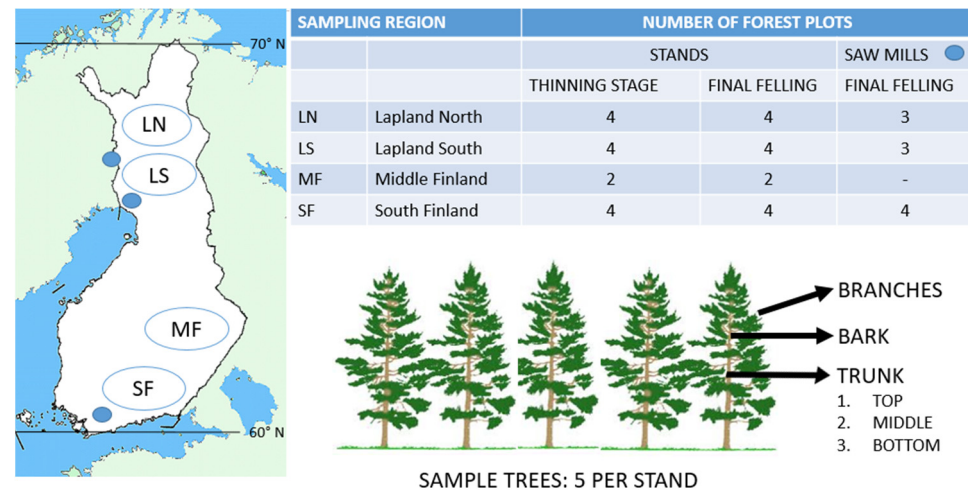 70° N
LN
LS
MF
SF
60° N
SAMPLING REGION NUMBER OF FOREST PLOTS
STANDS SAW MILLS
THINNING STAGE FINAL FELLING FINAL FELLING
LN Lapland North 4 4 3
LS Lapland South 4 4 3
MF Middle Finland 2 2 -
SF South Finland 4 4 4
BRANCHES
BARK
TRUNK
1. TOP
2. MIDDLE
3. BOTTOM
SAMPLE TREES: 5 PER STAND